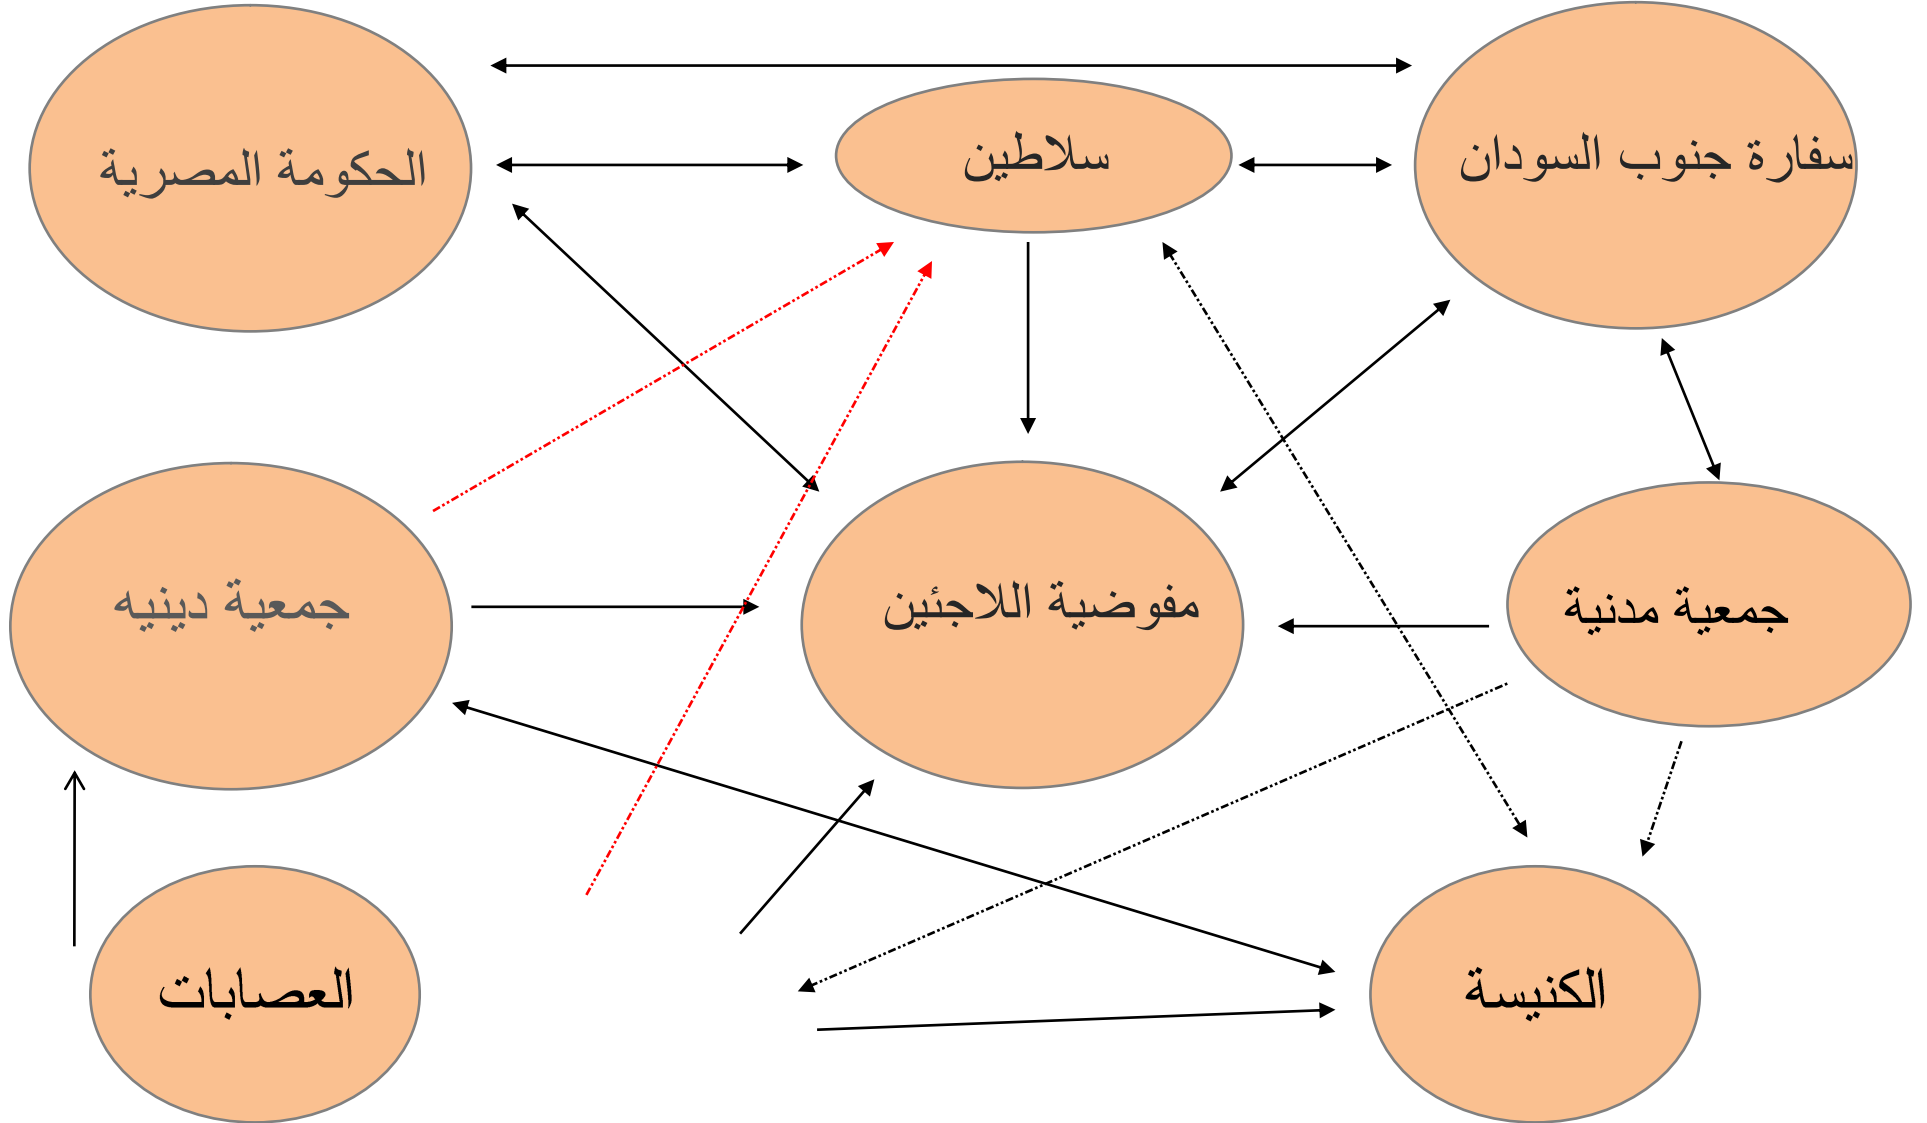 سفارة جنوب السودان
سلاطين
الحكومة المصرية
جمعية مدنية
مفوضية اللاجئين
جمعية دينيه
الكنيسة
العصابات